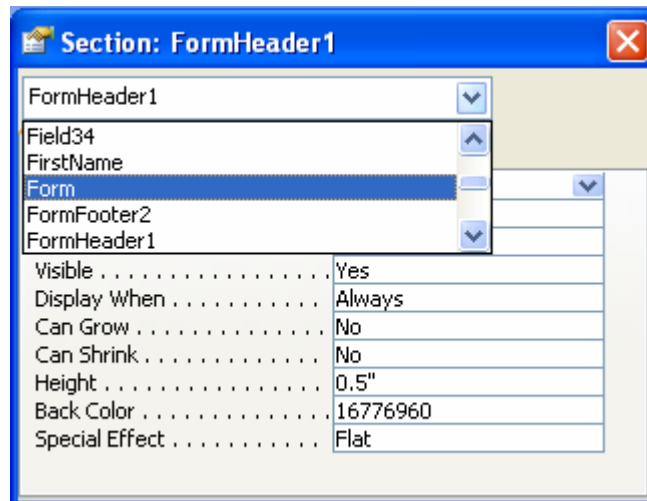 Section: FormHeader1
FormHeader1
Field34
FirstName
Form
FormFooter2
FormHeader1
Visible . . . . . . . . . . . . . . . . . . Yes
Display When . . . . . . . . . . . Always
Can Grow . . . . . . . . . . . . . . No
Can Shrink . . . . . . . . . . . . . No
Height . . . . . . . . . . . . . . . . . 0.5"
Back Color . . . . . . . . . . . . . . 16776960
Special Effect . . . . . . . . . . . Flat